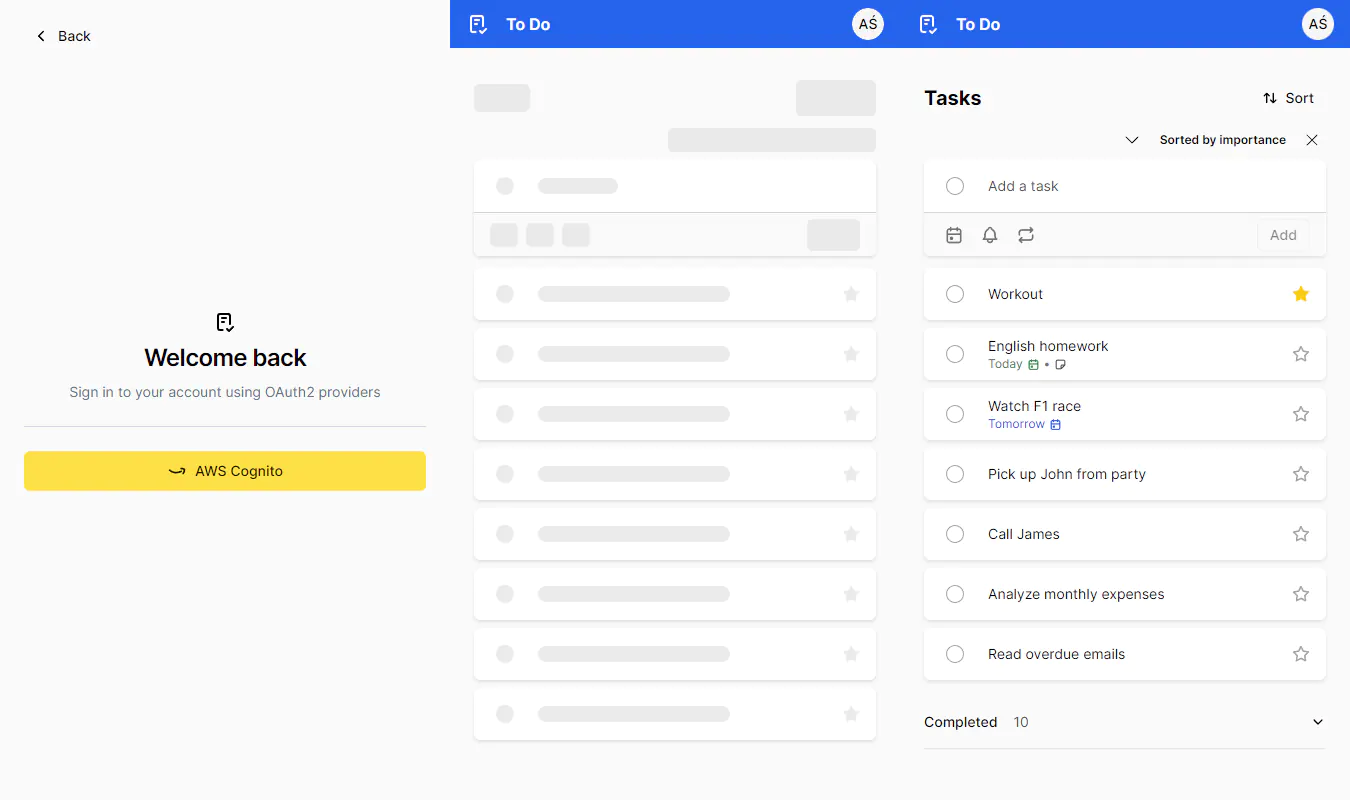 Back
Welcome back
Sign in to your account using OAuth2 providers
AWS Cognito
To Do
AŚ
To Do
AŚ
Tasks
Sort
Sorted by importance
Add a task
Add
Workout
English homework
Today •
Watch F1 race
Tomorrow
Pick up John from party
Call James
Analyze monthly expenses
Read overdue emails
Completed 10